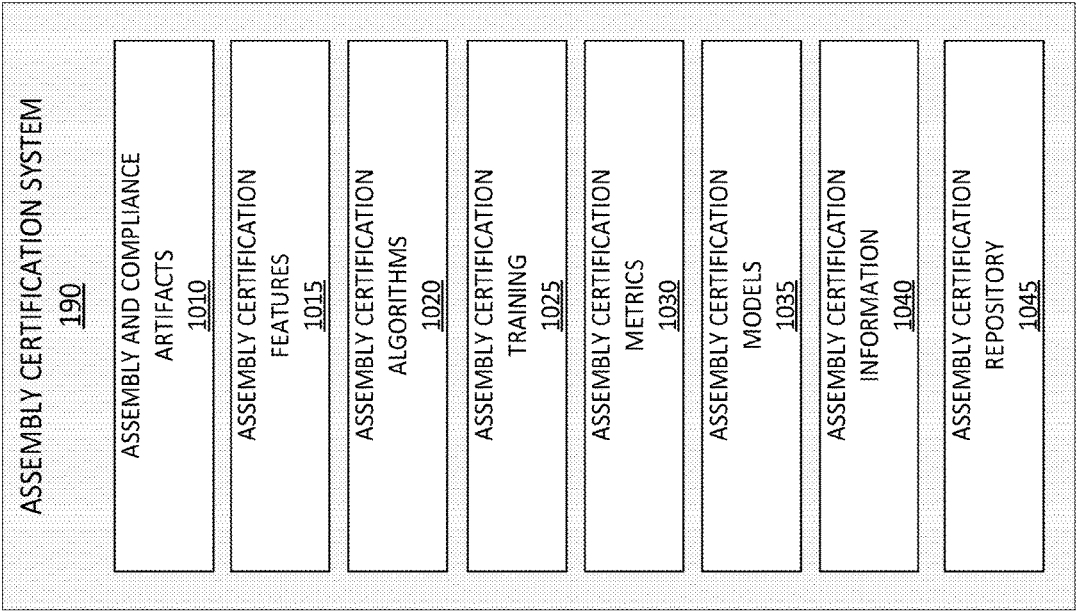 ASSEMBLY CERTIFICATION SYSTEM
190
ASSEMBLY AND COMPLIANCE
ARTIFACTS
1010
ASSEMBLY CERTIFICATION
FEATURES
1015
ASSEMBLY CERTIFICATION
ALGORITHMS
1020
ASSEMBLY CERTIFICATION
TRAINING
1025
ASSEMBLY CERTIFICATION
METRICS
1030
ASSEMBLY CERTIFICATION
MODELS
1035
ASSEMBLY CERTIFICATION
INFORMATION
1040
ASSEMBLY CERTIFICATION
REPOSITORY
1045